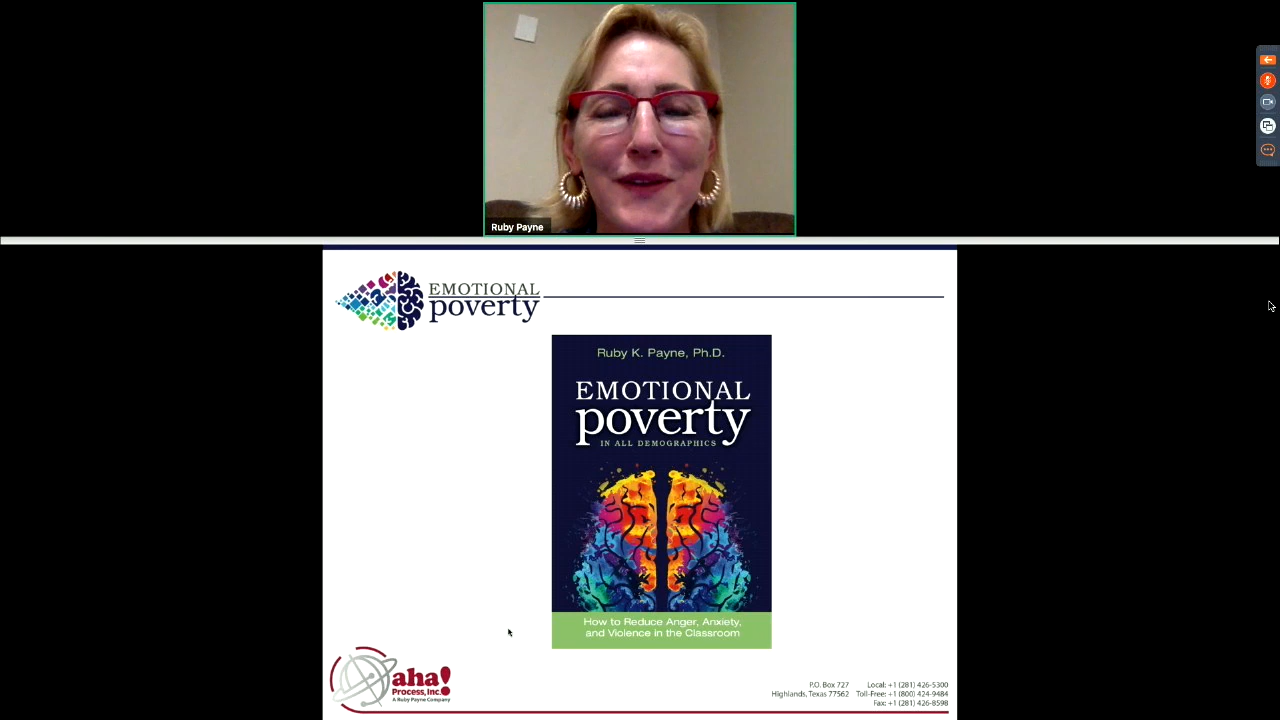 Ruby Payne
EMOTIONAL
poverty
Ruby K. Payne, Ph.D.
EMOTIONAL
poverty
IN ALL DEMOGRAPHICS
How to Reduce Anger, Anxiety,
and Violence in the Classroom
aha!
Process, Inc.
A Ruby Payne Company
P.O. Box 727
Highlands, Texas 77562
Local: +1 (281) 426-5300
Toll-Free: +1 (800) 424-9484
Fax: +1 (281) 426-8598